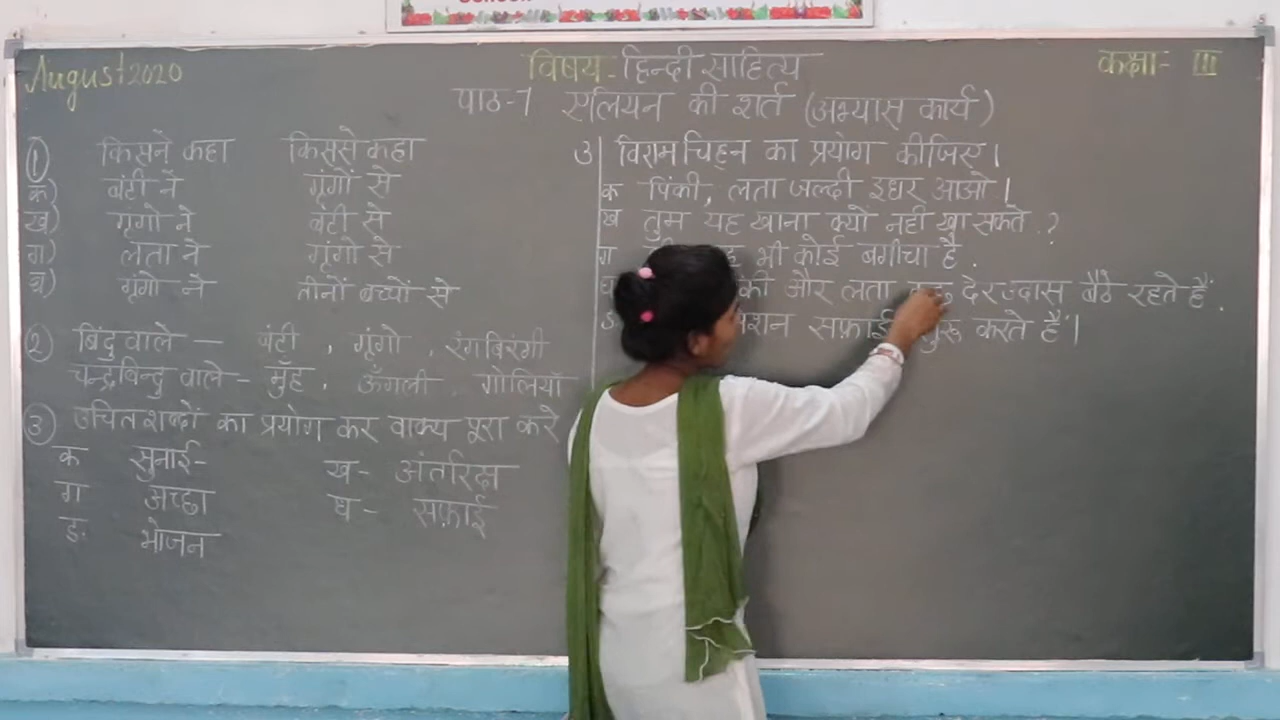 August 2020
विषय - हिन्दी साहित्य
कक्षा - III
पाठ-1 एलियन की शर्त (अभ्यास कार्य)
① किसने कहा किससे कहा
क) बंटी ने गृंगों से
ख) गृंगो ने बंटी से
ग) लता ने गृंगो से
घ) गृंगो ने तीनों बच्चों से
② बिंदु वाले — बंटी , गृंगो , रंगबिरंगी
चन्द्रबिन्दु वाले - मुँह , ऊँगली , गोलियाँ
③ उचित शब्दों का प्रयोग कर वाक्य पूरा करे
क सुनाई- ख- अंतरिक्ष
ग अच्छा घ- सफ़ाई
ङ भोजन
3 विराम चिह्न का प्रयोग कीजिए।
क पिंकी, लता जल्दी इधर आओ।
ख तुम यह खाना क्यों नही खा सकते ?
ग भी कोई बगीचा है .
और लता देर उदास बैठे रहते हैं .
सफ़ाई शुरू करते हैं।